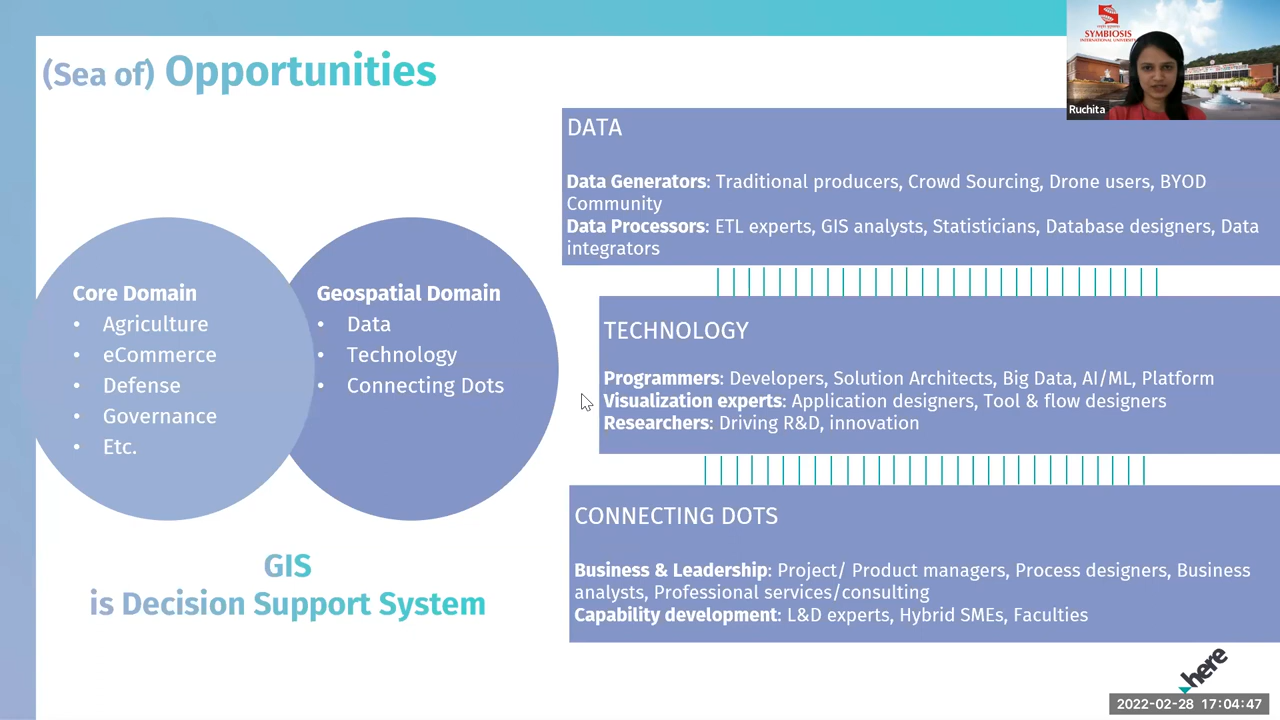 (Sea of) Opportunities
SYMBIOSIS
INTERNATIONAL UNIVERSITY
Ruchita
DATA
Data Generators: Traditional producers, Crowd Sourcing, Drone users, BYOD
Community
Data Processors: ETL experts, GIS analysts, Statisticians, Database designers, Data
integrators
Core Domain
• Agriculture
• eCommerce
• Defense
• Governance
• Etc.
Geospatial Domain
• Data
• Technology
• Connecting Dots
TECHNOLOGY
Programmers: Developers, Solution Architects, Big Data, AI/ML, Platform
Visualization experts: Application designers, Tool & flow designers
Researchers: Driving R&D, innovation
CONNECTING DOTS
Business & Leadership: Project/ Product managers, Process designers, Business
analysts, Professional services/consulting
Capability development: L&D experts, Hybrid SMEs, Faculties
GIS
is Decision Support System
here
2022-02-28 17:04:47